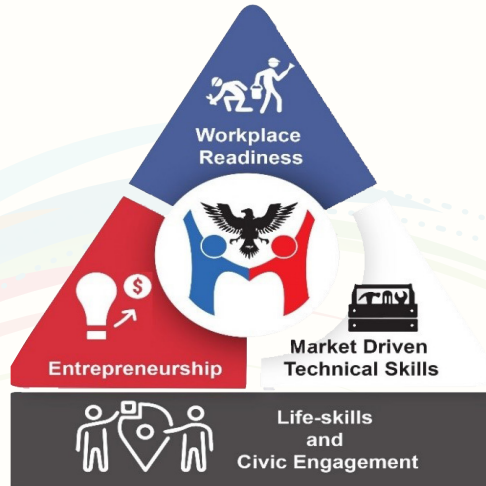 Workplace
Readiness
$
Entrepreneurship
Market Driven
Technical Skills
Life-skills
and
Civic Engagement